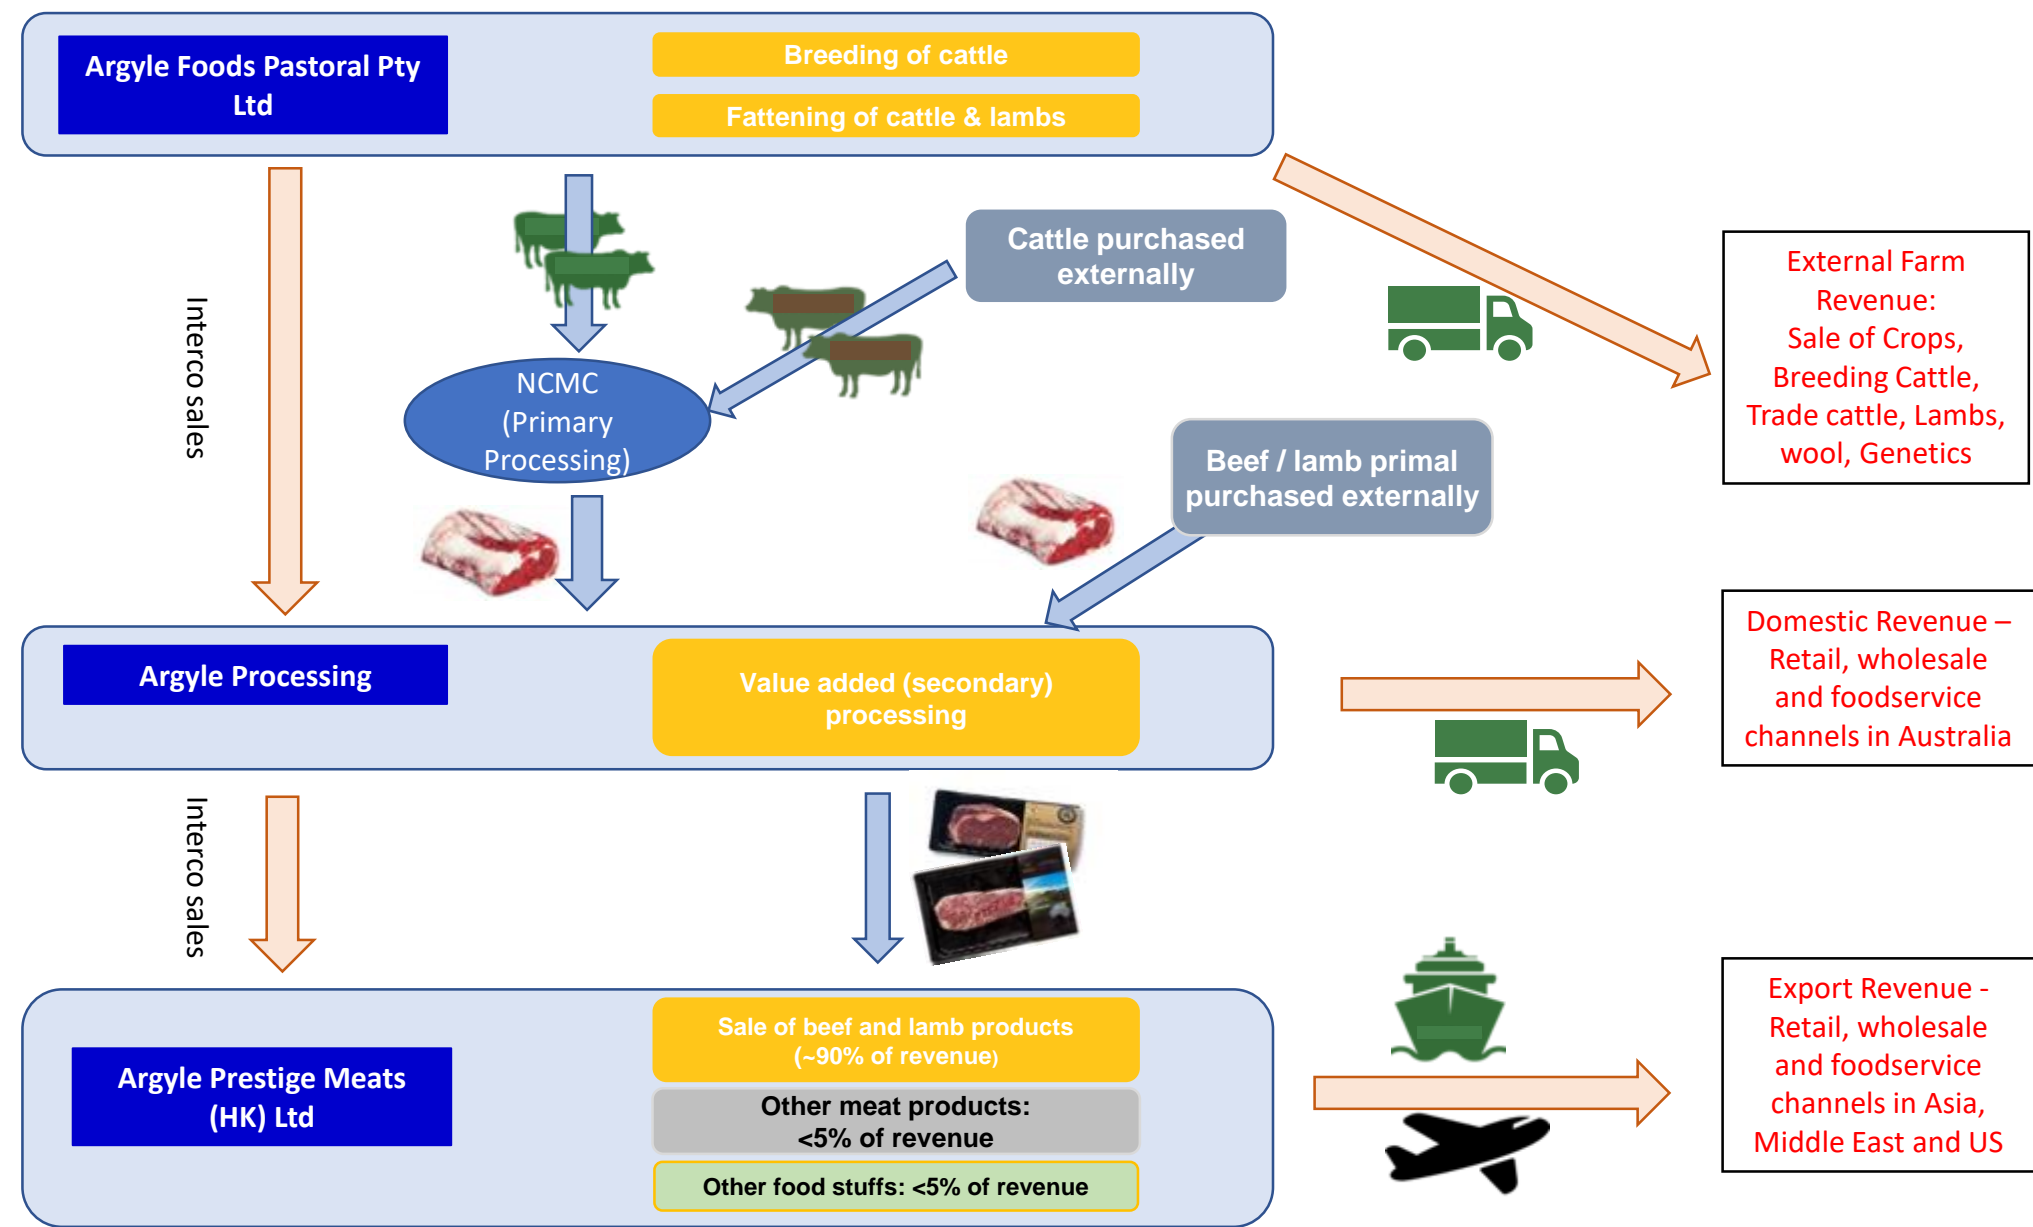 Argyle Foods Pastoral Pty
Ltd
Breeding of cattle
Fattening of cattle & lambs
Interco sales
Cattle purchased
externally
External Farm
Revenue:
Sale of Crops,
Breeding Cattle,
Trade cattle, Lambs,
wool, Genetics
NCMC
(Primary
Processing)
Beef / lamb primal
purchased externally
Argyle Processing
Value added (secondary)
processing
Domestic Revenue –
Retail, wholesale
and foodservice
channels in Australia
Interco sales
Argyle Prestige Meats
(HK) Ltd
Sale of beef and lamb products
(~90% of revenue)
Other meat products:
<5% of revenue
Other food stuffs: <5% of revenue
Export Revenue -
Retail, wholesale
and foodservice
channels in Asia,
Middle East and US